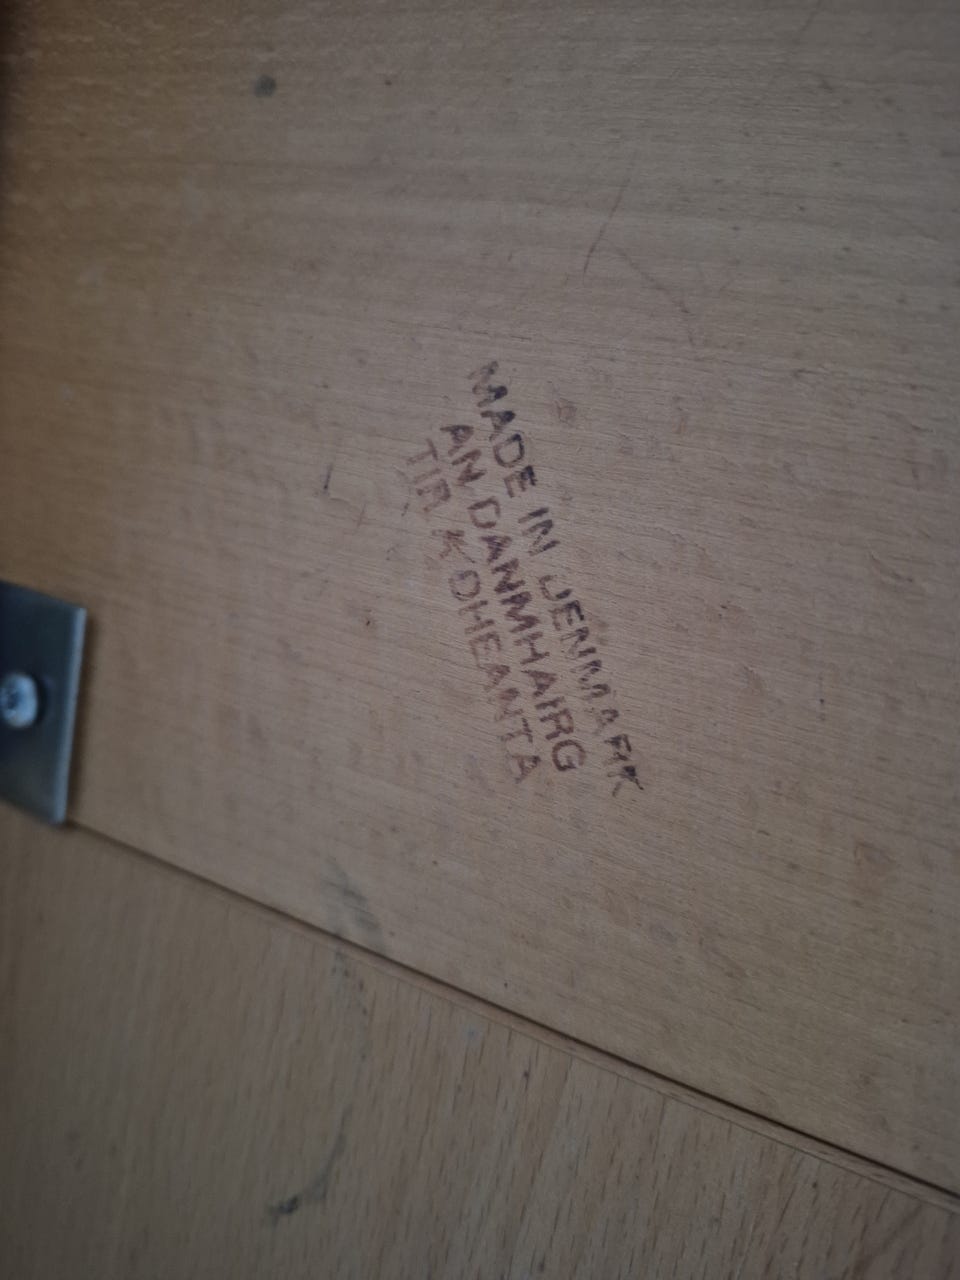 MADE IN DENMARK
AN DANMHAIRG
TIR K DHEANTA